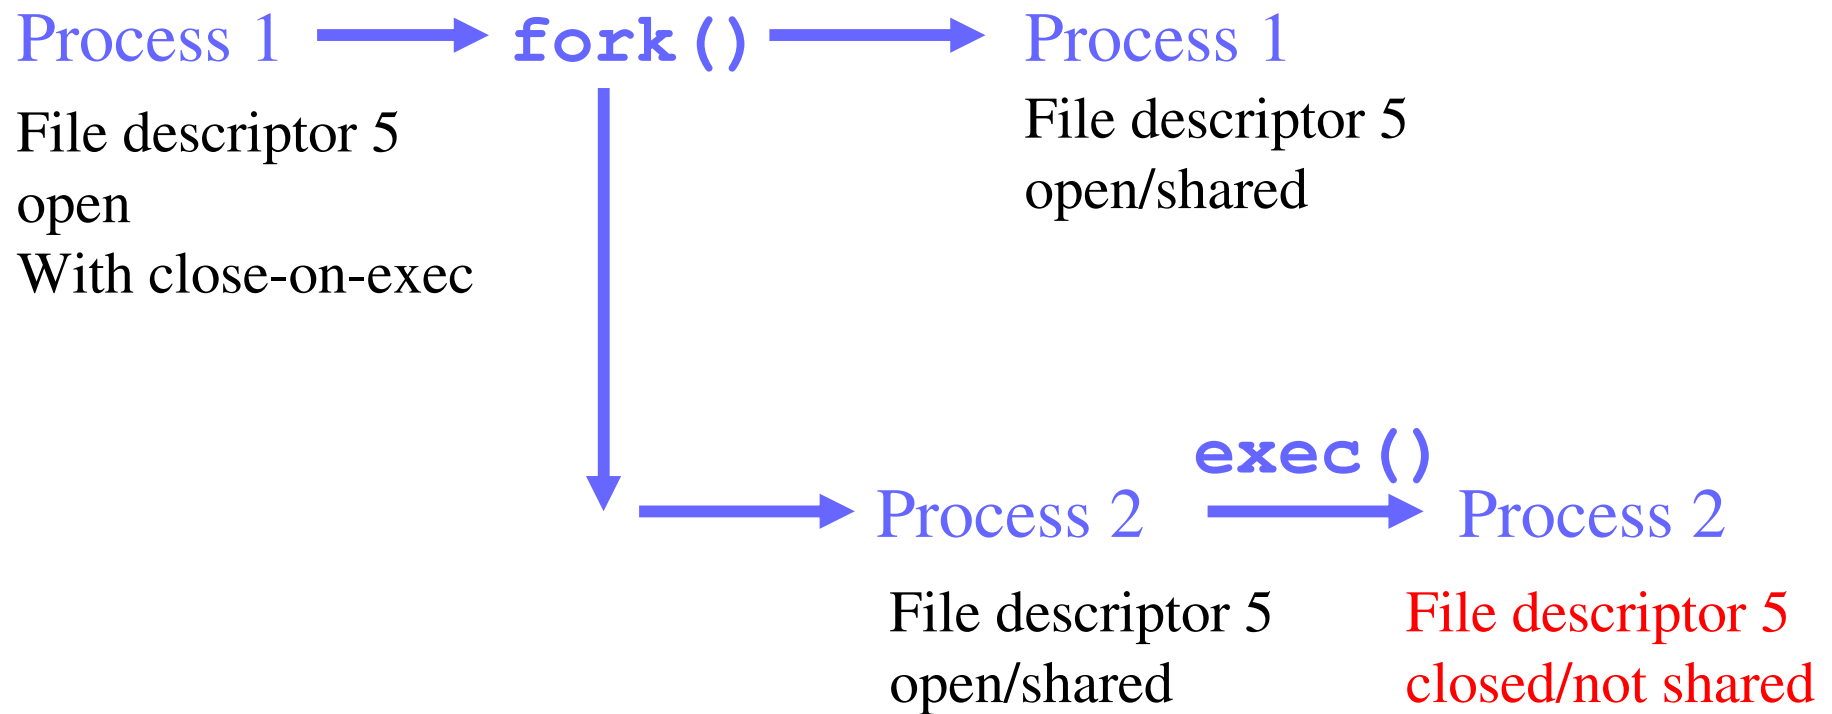 Process 1 fork() Process 1
File descriptor 5
open
With close-on-exec
File descriptor 5
open/shared
exec()
Process 2 Process 2
File descriptor 5
open/shared
File descriptor 5
closed/not shared